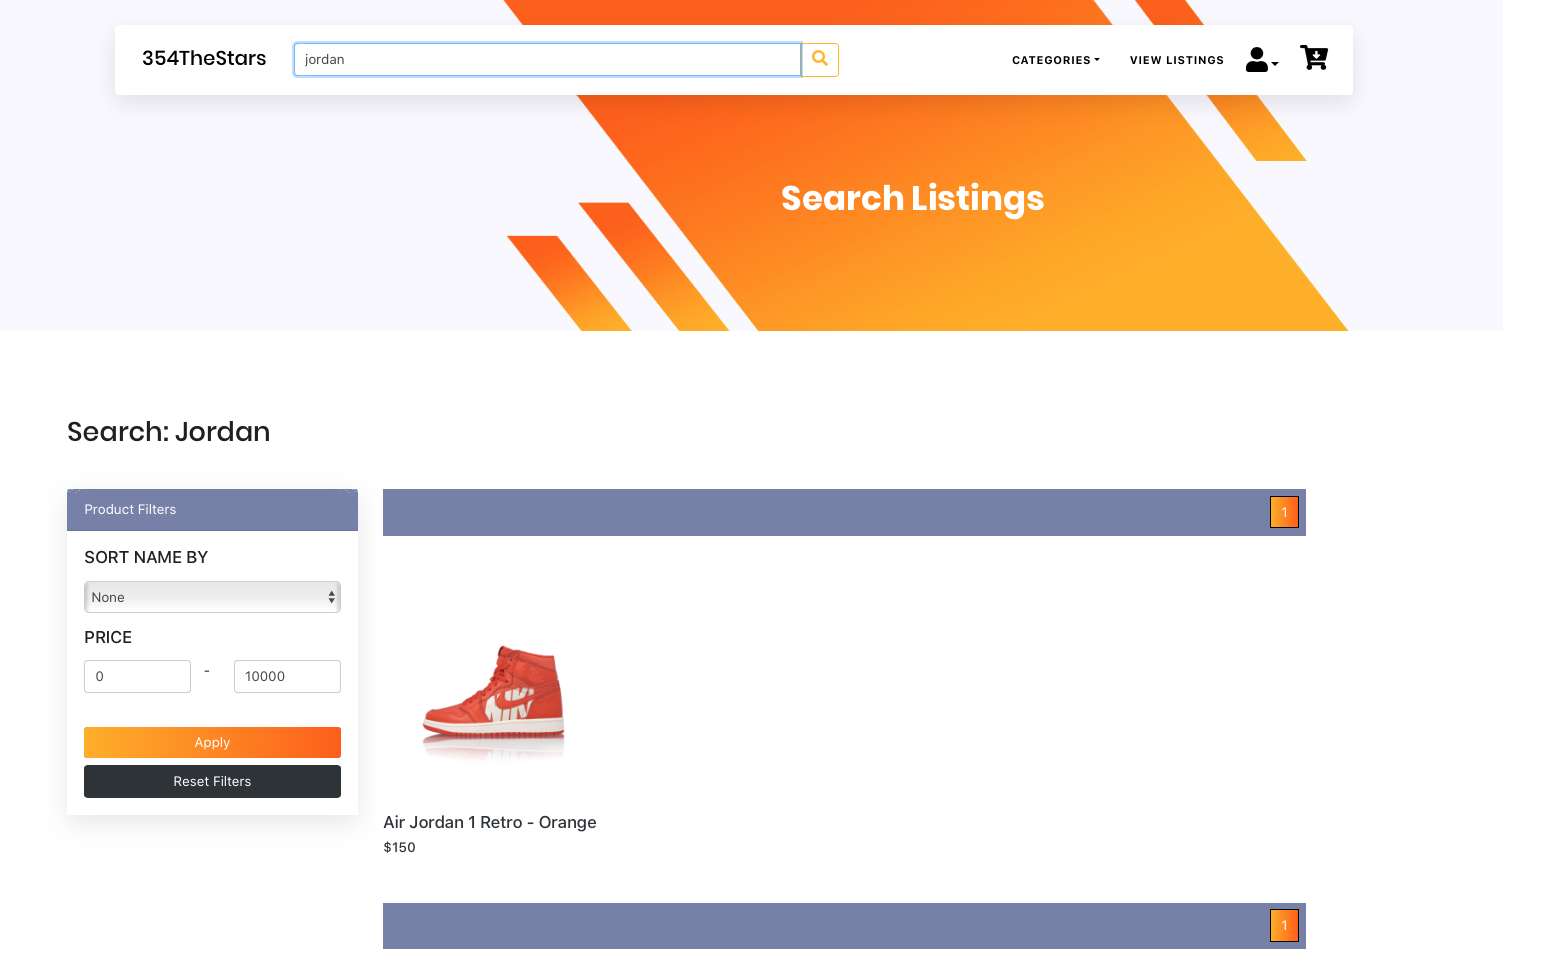 354TheStars
jordan
CATEGORIES
VIEW LISTINGS
Search Listings
Search: Jordan
Product Filters
SORT NAME BY
None
PRICE
0 - 10000
Apply
Reset Filters
1
Air Jordan 1 Retro - Orange
$150
1